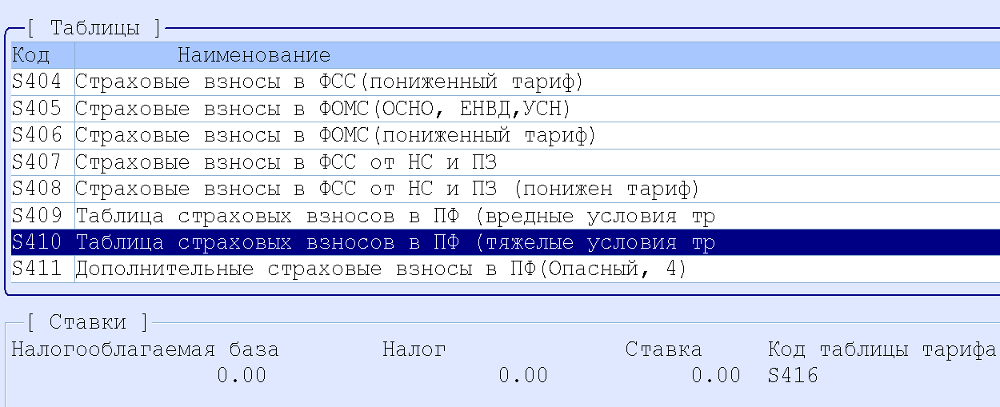 [ Таблицы ]
Код Наименование
S404 Страховые взносы в ФСС(пониженный тариф)
S405 Страховые взносы в ФОМС(ОСНО, ЕНВД,УСН)
S406 Страховые взносы в ФОМС(пониженный тариф)
S407 Страховые взносы в ФСС от НС и ПЗ
S408 Страховые взносы в ФСС от НС и ПЗ (понижен тариф)
S409 Таблица страховых взносов в ПФ (вредные условия тр
S410 Таблица страховых взносов в ПФ (тяжелые условия тр
S411 Дополнительные страховые взносы в ПФ(Опасный, 4)
[ Ставки ]
Налогооблагаемая база Налог Ставка Код таблицы тарифа
0.00 0.00 0.00 S416